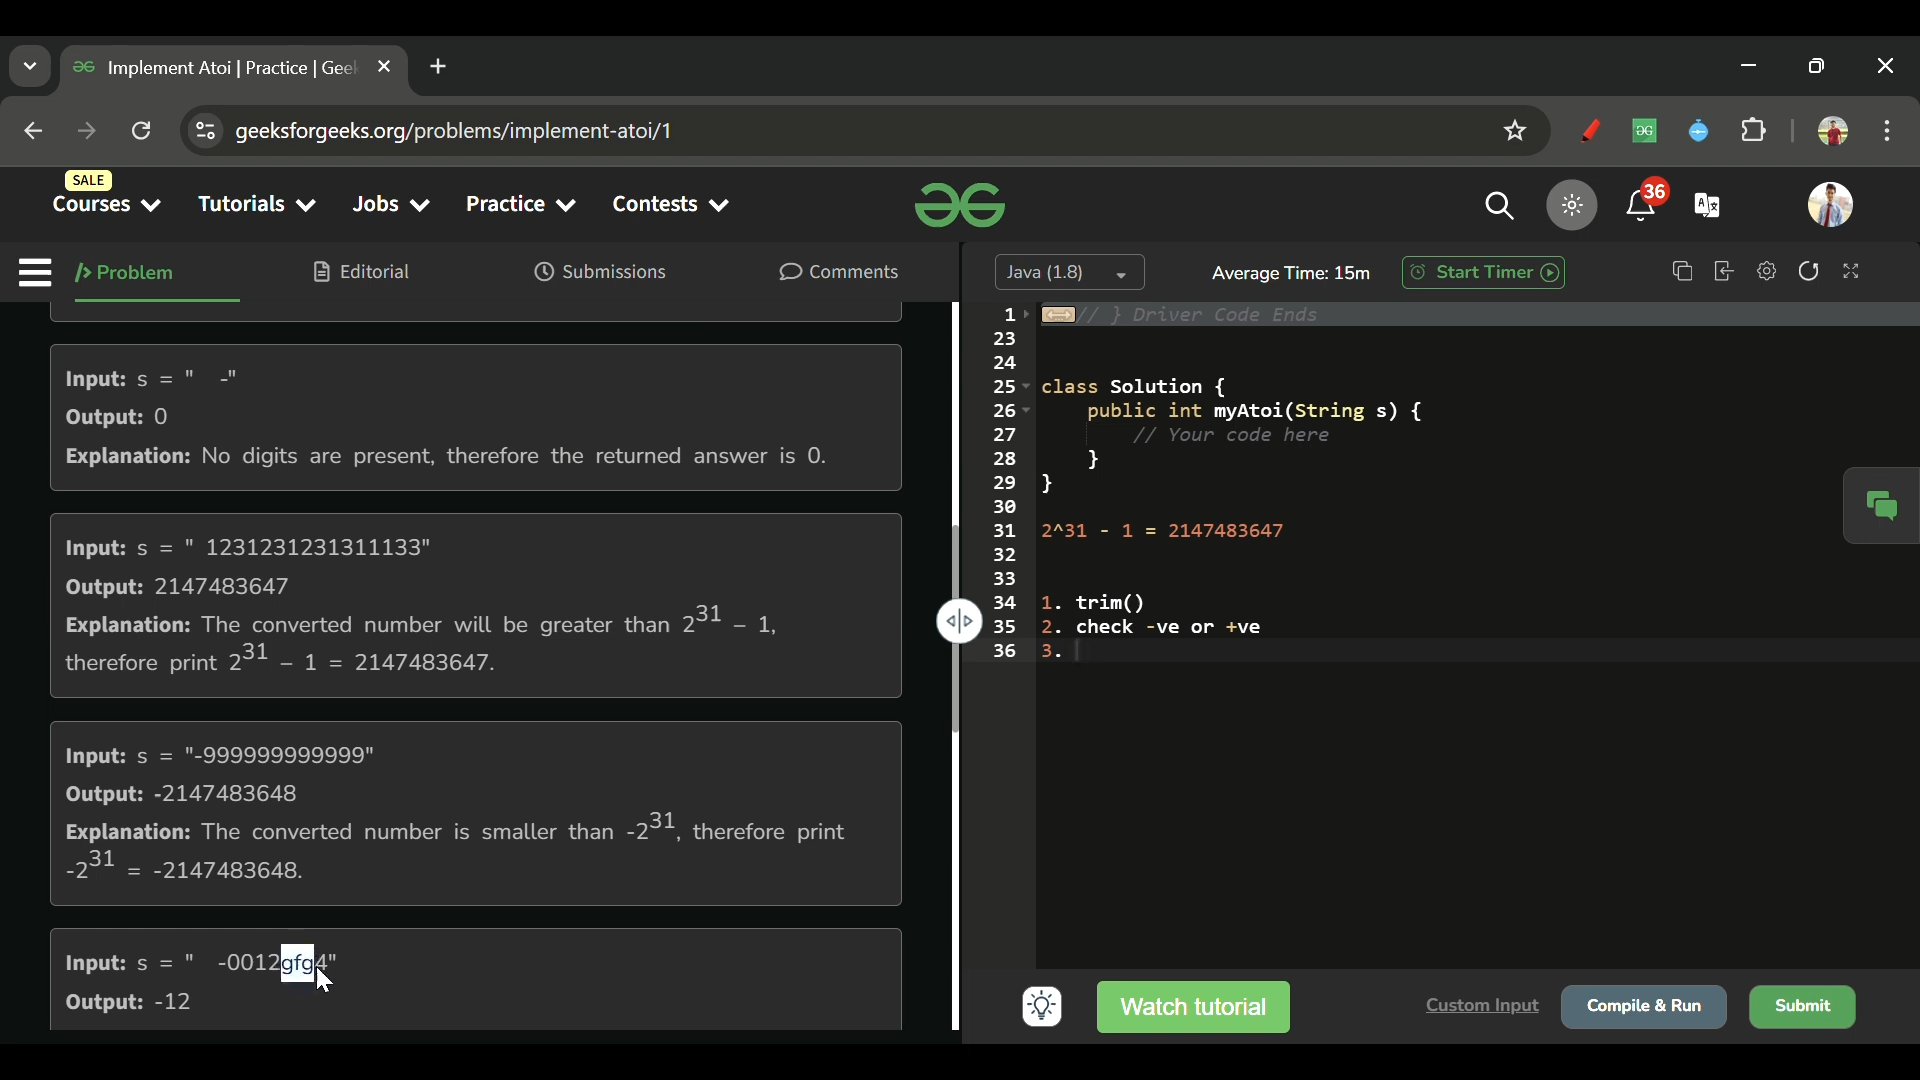 Implement Atoi | Practice | Gee
geeksforgeeks.org/problems/implement-atoi/1
SALE
Courses Tutorials Jobs Practice Contests
36
Problem Editorial Submissions Comments
Java (1.8) Average Time: 15m Start Timer
Input: s = "   -"
Output: 0
Explanation: No digits are present, therefore the returned answer is 0.
Input: s = " 1231231231311133"
Output: 2147483647
Explanation: The converted number will be greater than 2^31 – 1,
therefore print 2^31 – 1 = 2147483647.
Input: s = "-999999999999"
Output: -2147483648
Explanation: The converted number is smaller than -2^31, therefore print
-2^31 = -2147483648.
Input: s = "   -0012gfg4"
Output: -12
1 // } Driver Code Ends
23
24
25 class Solution {
26 public int myAtoi(String s) {
27 // Your code here
28 }
29 }
30
31 2^31 - 1 = 2147483647
32
33
34 1. trim()
35 2. check -ve or +ve
36 3.
Watch tutorial Custom Input Compile & Run Submit